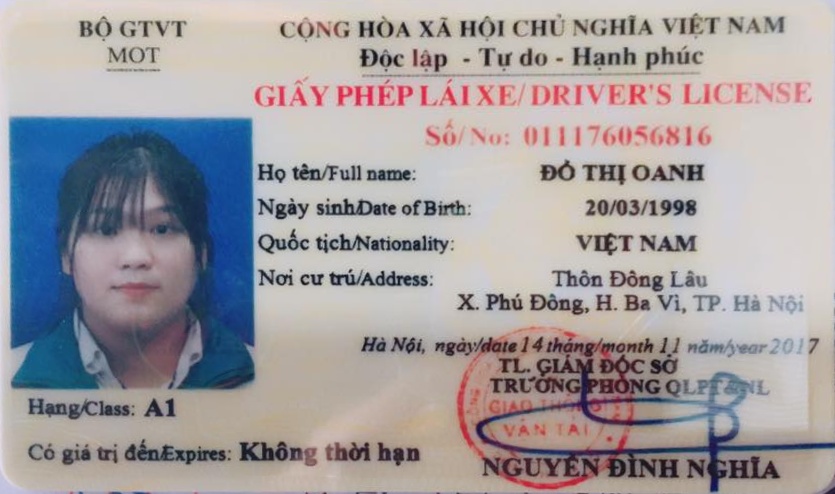 BỘ GTVT
MOT
CỘNG HÒA XÃ HỘI CHỦ NGHĨA VIỆT NAM
Độc lập - Tự do - Hạnh phúc
GIẤY PHÉP LÁI XE/ DRIVER'S LICENSE
Số/No: 011176056816
Họ tên/Full name: ĐỖ THỊ OANH
Ngày sinh/Date of Birth: 20/03/1998
Quốc tịch/Nationality: VIỆT NAM
Nơi cư trú/Address: Thôn Đông Lâu
X. Phú Đông, H. Ba Vì, TP. Hà Nội
Hà Nội, ngày/date 14 tháng/month 11 năm/year 2017
TL. GIÁM ĐỐC SỞ
TRƯỞNG PHÒNG QLPT&NL
GIAO THÔNG
VẬN TẢI
Hạng/Class: A1
Có giá trị đến/Expires: Không thời hạn
NGUYỄN ĐÌNH NGHĨA